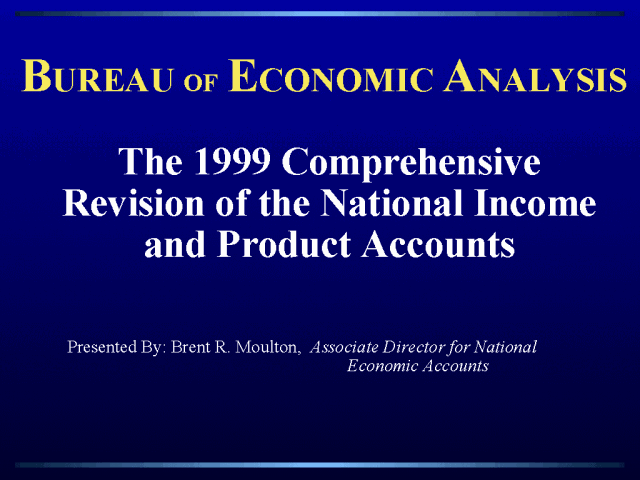 BUREAU OF ECONOMIC ANALYSIS
The 1999 Comprehensive
Revision of the National Income
and Product Accounts
Presented By: Brent R. Moulton, Associate Director for National
Economic Accounts